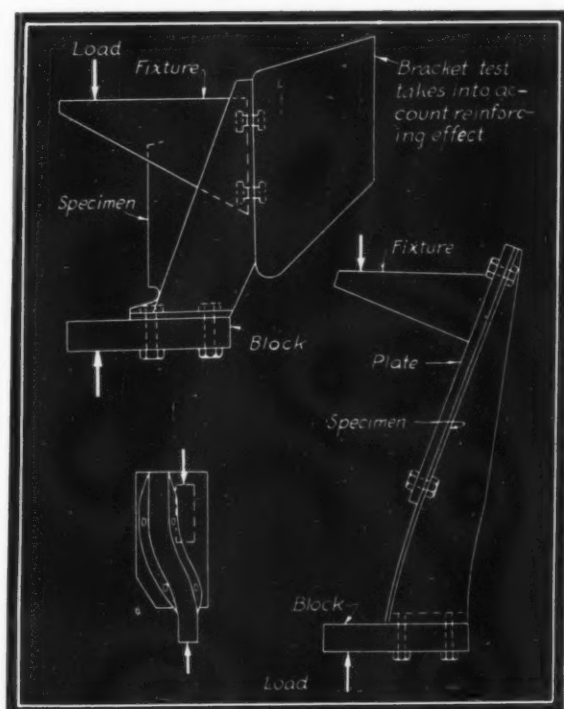 Load
Fixture
Bracket test
takes into ac-
count reinforc-
ing effect
Specimen
Block
Fixture
Plate
Specimen
Block
Load